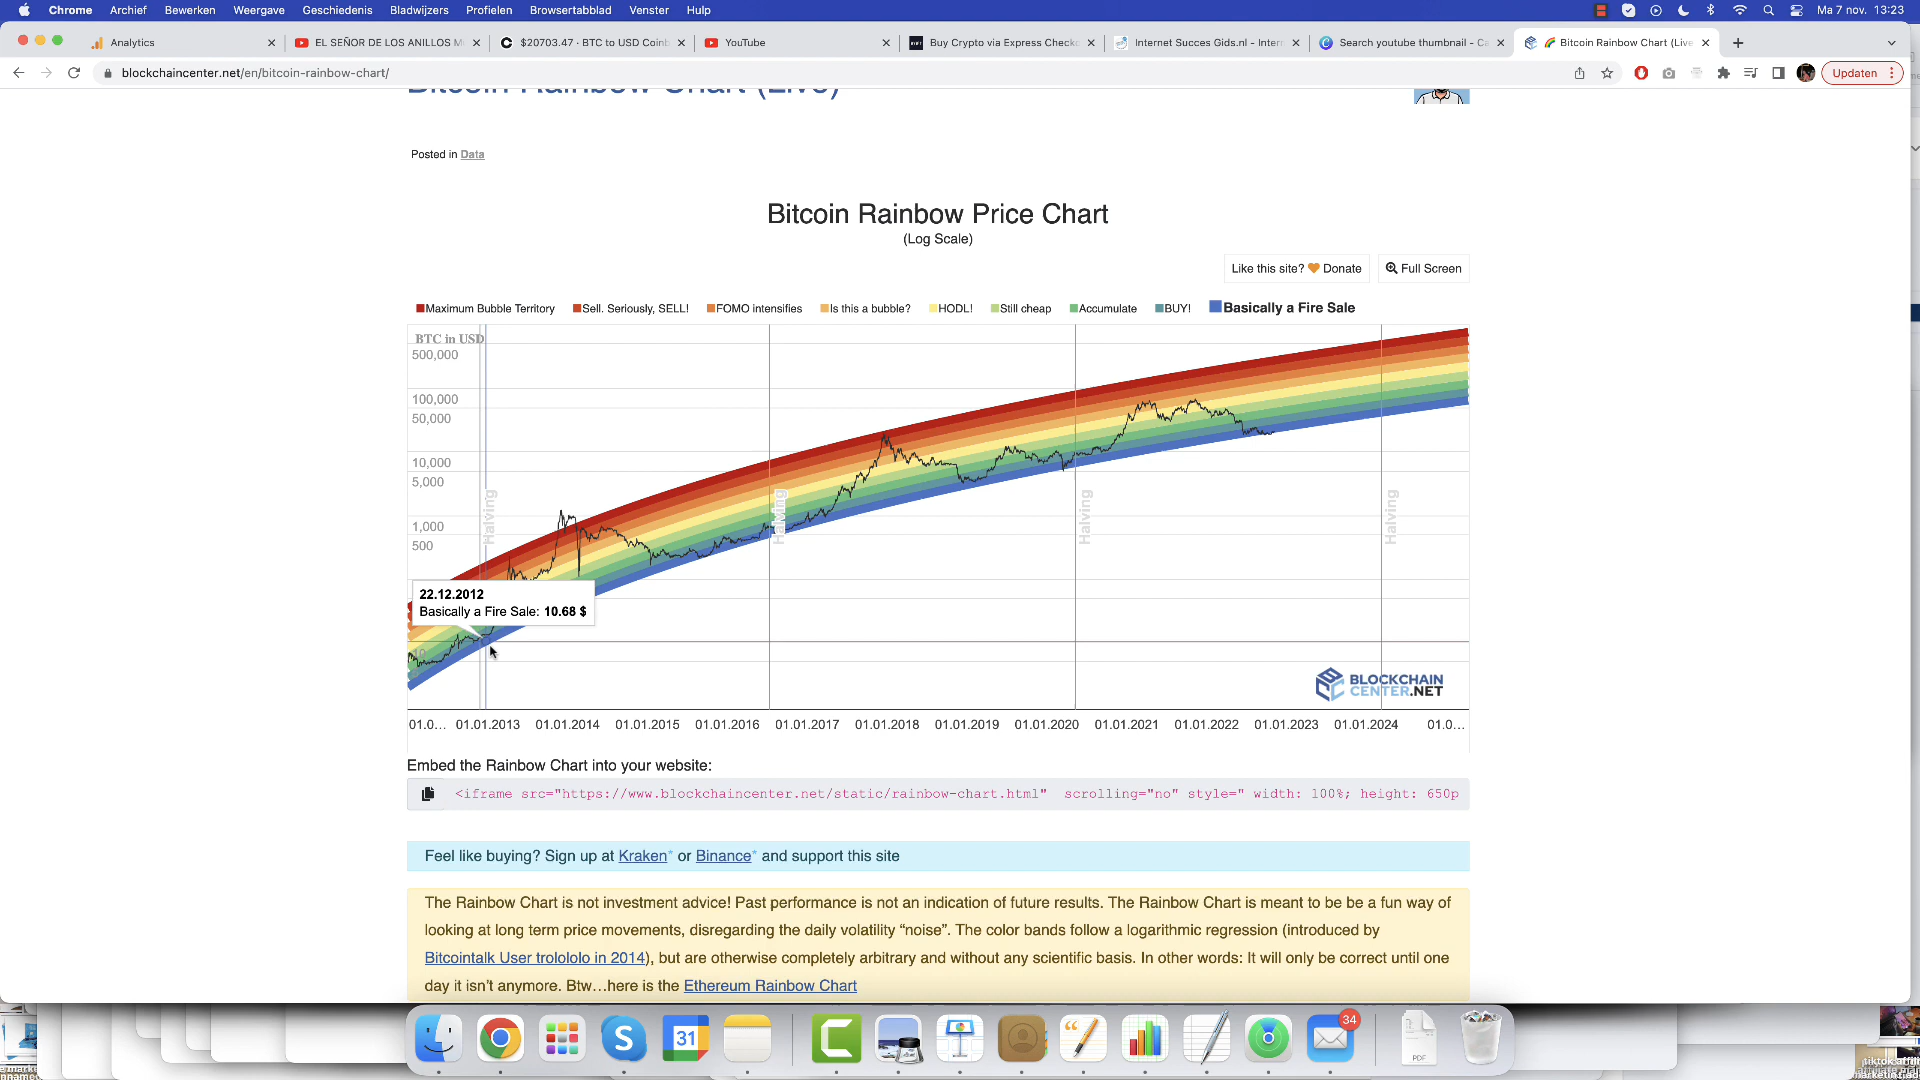 Chrome Archief Bewerken Weergave Geschiedenis Bladwijzers Profielen Browsertabblad Venster Hulp Ma 7 nov. 13:23
Analytics EL SEÑOR DE LOS ANILLOS $20703.47 · BTC to USD Coinb YouTube Buy Crypto via Express Checko Internet Succes Gids.nl - Inter Search youtube thumbnail - Ca Bitcoin Rainbow Chart (Live
blockchaincenter.net/en/bitcoin-rainbow-chart/ Updaten
Bitcoin Rainbow Chart (Live)
Posted in Data
Bitcoin Rainbow Price Chart
(Log Scale)
Like this site? Donate Full Screen
Maximum Bubble Territory Sell. Seriously, SELL! FOMO intensifies Is this a bubble? HODL! Still cheap Accumulate BUY! Basically a Fire Sale
BTC in USD
500,000
100,000
50,000
10,000
5,000
1,000
500
10
Halving Halving Halving Halving
22.12.2012
Basically a Fire Sale: 10.68 $
BLOCKCHAIN
CENTER.NET
01.0... 01.01.2013 01.01.2014 01.01.2015 01.01.2016 01.01.2017 01.01.2018 01.01.2019 01.01.2020 01.01.2021 01.01.2022 01.01.2023 01.01.2024 01.0...
Embed the Rainbow Chart into your website:
<iframe src="https://www.blockchaincenter.net/static/rainbow-chart.html" scrolling="no" style=" width: 100%; height: 650p
Feel like buying? Sign up at Kraken* or Binance* and support this site
The Rainbow Chart is not investment advice! Past performance is not an indication of future results. The Rainbow Chart is meant to be be a fun way of
looking at long term price movements, disregarding the daily volatility “noise”. The color bands follow a logarithmic regression (introduced by
Bitcointalk User trolololo in 2014), but are otherwise completely arbitrary and without any scientific basis. In other words: It will only be correct until one
day it isn’t anymore. Btw…here is the Ethereum Rainbow Chart
31
34
PDF
tiktok affil